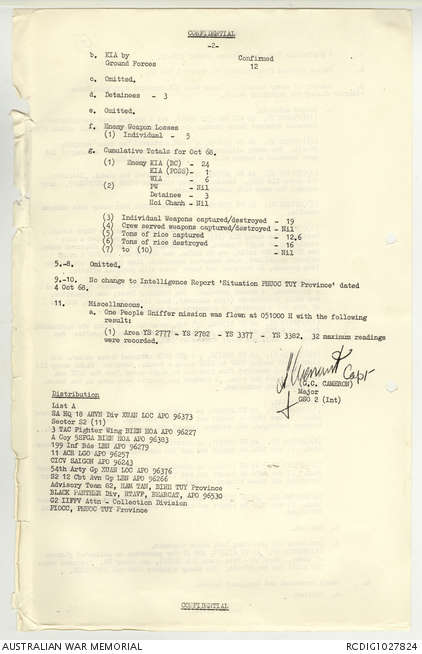 CONFIDENTIAL
-2-
b. KIA by Confirmed
Ground Forces 12
c. Omitted.
d. Detainees - 3
e. Omitted.
f. Enemy Weapon Losses
(1) Individual - 5
g. Cumulative Totals for Oct 68.
(1) Enemy KIA (BC) - 24
KIA (POSS) - 1
WIA - 6
(2) PW - Nil
Detainee - 3
Hoi Chanh - Nil
(3) Individual Weapons captured/destroyed - 19
(4) Crew served weapons captured/destroyed - Nil
(5) Tons of rice captured - 12.6
(6) Tons of rice destroyed - 16
(7) to (10) - Nil
5.-8. Omitted.
9.-10. No change to Intelligence Report 'Situation PHUOC TUY Province' dated
4 Oct 68.
11. Miscellaneous.
a. One People Sniffer mission was flown at 051000 H with the following
result:
(1) Area YS 2777 - YS 2782 - YS 3377 - YS 3382. 32 maximum readings
were recorded.
Capt
(G.C. CAMERON)
Major
GSO 2 (Int)
Distribution
List A
SA HQ 18 ARVN Div XUAN LOC APO 96373
Sector S2 (11)
3 TAC Fighter Wing BIEN HOA APO 96227
A Coy 5SFGA BIEN HOA APO 96303
199 Inf Bde LBN APO 96279
11 ACR LGO APO 96257
CICV SAIGON APO 96243
54th Arty Gp XUAN LOC APO 96376
S2 12 Cbt Avn Gp LBN APO 96266
Advisory Team 62, HAM TAN, BINH TUY Province
BLACK PANTHER Div, RTAVF, BEARCAT, APO 96530
G2 IIFFV Attn - Collection Division
PIOCC, PHUOC TUY Province
CONFIDENTIAL
AUSTRALIAN WAR MEMORIAL
RCDIG1027824